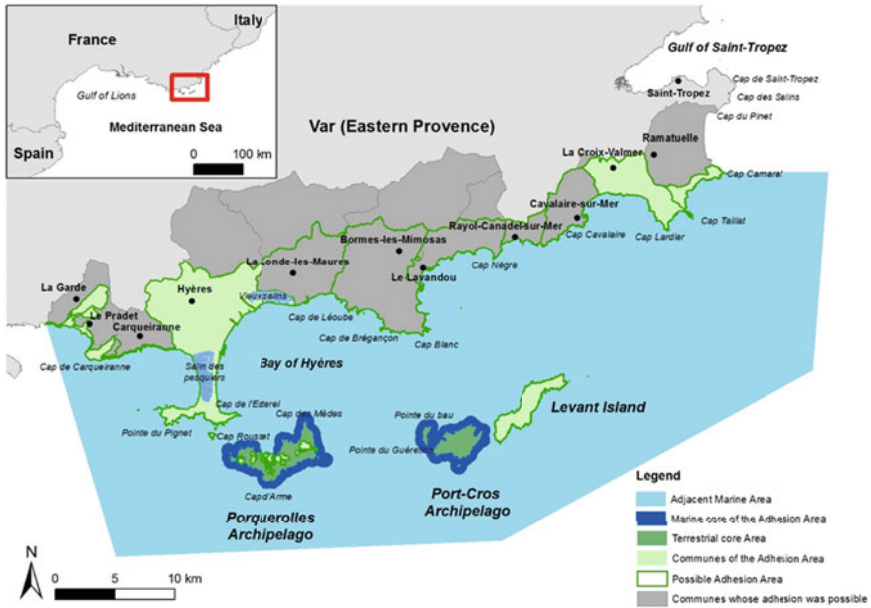 France
Italy
Gulf of Lions
Mediterranean Sea
Spain
0 100 km
Gulf of Saint-Tropez
Cap de Saint-Tropez
Saint-Tropez
Cap des Salins
Cap du Pinet
Var (Eastern Province)
Ramatuelle
La Croix-Valmer
Cap Camarat
Cavalaire-sur-Mer
Cap Taillat
Rayol-Canadel-sur-Mer
Cap Cavalaire
Cap Lardier
Bormes-les-Mimosas
La Londe-les-Maures
Cap Nègre
Le Lavandou
La Garde
Hyères
Vieux salins
Le Pradet
Cap de Léoube
Carqueiranne
Cap de Brégançon
Cap Blanc
Cap de Carqueiranne
Salin des
pesquiers
Bay of Hyères
Cap de l'Esterel
Cap des Mèdes
Pointe du bau
Levant Island
Pointe du Pignet
Cap Roustet
Pointe du Guéreton
Cap d'Arme
Port-Cros
Archipelago
Porquerolles
Archipelago
N
0 5 10 km
Legend
Adjacent Marine Area
Marine core of the Adhesion Area
Terrestrial core Area
Communes of the Adhesion Area
Possible Adhesion Area
Communes whose adhesion was possible